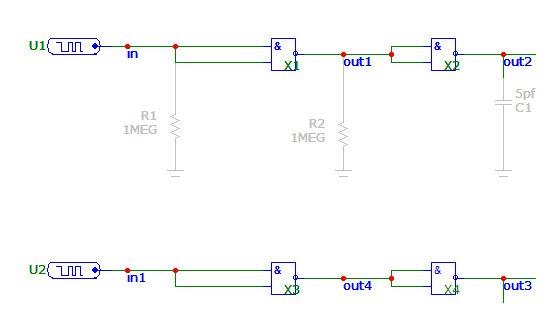 U1
in
&
X1
out1
&
X2
out2
R1
1MEG
R2
1MEG
5pf
C1
U2
in1
&
X3
out4
&
X4
out3